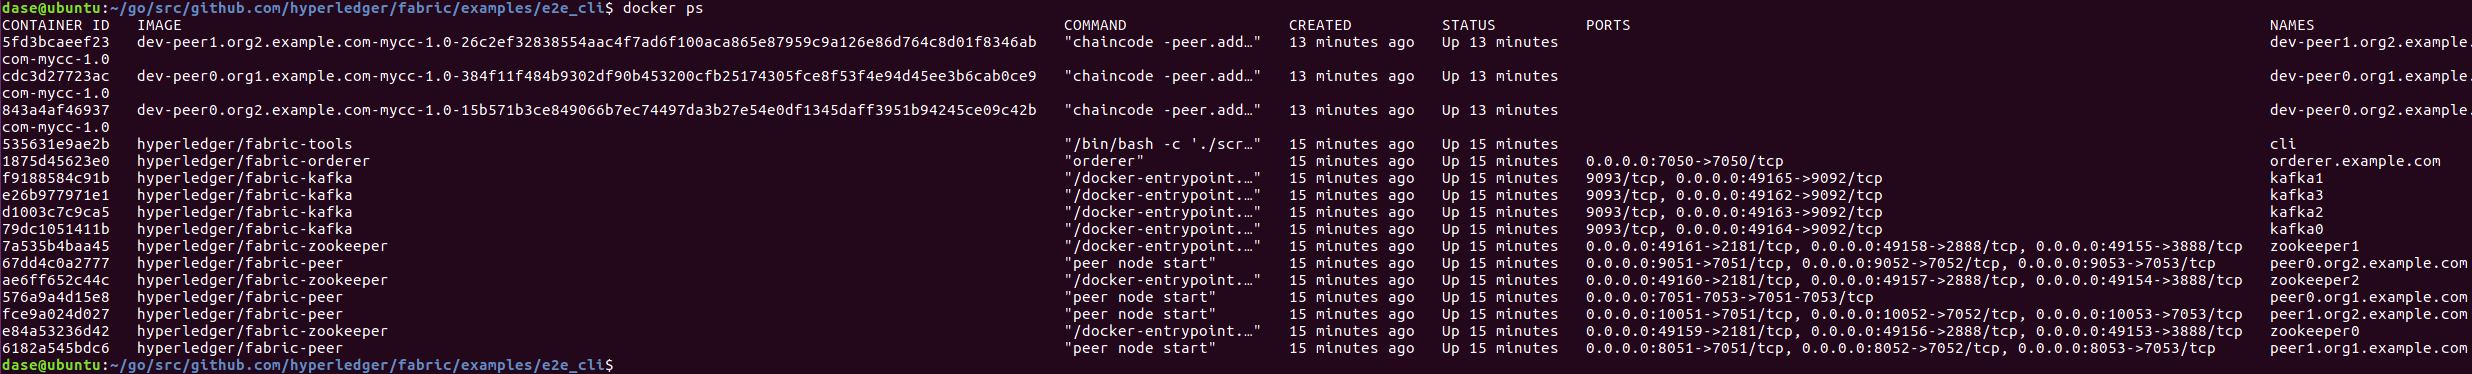 dase@ubuntu:~/go/src/github.com/hyperledger/fabric/examples/e2e_cli$ docker ps
CONTAINER ID   IMAGE   COMMAND   CREATED   STATUS   PORTS   NAMES
5fd3bcaeef23   dev-peer1.org2.example.com-mycc-1.0-26c2ef32838554aac4f7ad6f100aca865e87959c9a126e86d764c8d01f8346ab   "chaincode -peer.add…"   13 minutes ago   Up 13 minutes   dev-peer1.org2.example.
com-mycc-1.0
cdc3d27723ac   dev-peer0.org1.example.com-mycc-1.0-384f11f484b9302df90b453200cfb25174305fce8f53f4e94d45ee3b6cab0ce9   "chaincode -peer.add…"   13 minutes ago   Up 13 minutes   dev-peer0.org1.example.
com-mycc-1.0
843a4af46937   dev-peer0.org2.example.com-mycc-1.0-15b571b3ce849066b7ec74497da3b27e54e0df1345daff3951b94245ce09c42b   "chaincode -peer.add…"   13 minutes ago   Up 13 minutes   dev-peer0.org2.example.
com-mycc-1.0
535631e9ae2b   hyperledger/fabric-tools   "/bin/bash -c './scr…"   15 minutes ago   Up 15 minutes   cli
1875d45623e0   hyperledger/fabric-orderer   "orderer"   15 minutes ago   Up 15 minutes   0.0.0.0:7050->7050/tcp   orderer.example.com
f9188584c91b   hyperledger/fabric-kafka   "/docker-entrypoint.…"   15 minutes ago   Up 15 minutes   9093/tcp, 0.0.0.0:49165->9092/tcp   kafka1
e26b977971e1   hyperledger/fabric-kafka   "/docker-entrypoint.…"   15 minutes ago   Up 15 minutes   9093/tcp, 0.0.0.0:49162->9092/tcp   kafka3
d1003c7c9ca5   hyperledger/fabric-kafka   "/docker-entrypoint.…"   15 minutes ago   Up 15 minutes   9093/tcp, 0.0.0.0:49163->9092/tcp   kafka2
79dc1051411b   hyperledger/fabric-kafka   "/docker-entrypoint.…"   15 minutes ago   Up 15 minutes   9093/tcp, 0.0.0.0:49164->9092/tcp   kafka0
7a535b4baa45   hyperledger/fabric-zookeeper   "/docker-entrypoint.…"   15 minutes ago   Up 15 minutes   0.0.0.0:49161->2181/tcp, 0.0.0.0:49158->2888/tcp, 0.0.0.0:49155->3888/tcp   zookeeper1
67dd4c0a2777   hyperledger/fabric-peer   "peer node start"   15 minutes ago   Up 15 minutes   0.0.0.0:9051->7051/tcp, 0.0.0.0:9052->7052/tcp, 0.0.0.0:9053->7053/tcp   peer0.org2.example.com
ae6ff652c44c   hyperledger/fabric-zookeeper   "/docker-entrypoint.…"   15 minutes ago   Up 15 minutes   0.0.0.0:49160->2181/tcp, 0.0.0.0:49157->2888/tcp, 0.0.0.0:49154->3888/tcp   zookeeper2
576a9a4d15e8   hyperledger/fabric-peer   "peer node start"   15 minutes ago   Up 15 minutes   0.0.0.0:7051-7053->7051-7053/tcp   peer0.org1.example.com
fce9a024d027   hyperledger/fabric-peer   "peer node start"   15 minutes ago   Up 15 minutes   0.0.0.0:10051->7051/tcp, 0.0.0.0:10052->7052/tcp, 0.0.0.0:10053->7053/tcp   peer1.org2.example.com
e84a53236d42   hyperledger/fabric-zookeeper   "/docker-entrypoint.…"   15 minutes ago   Up 15 minutes   0.0.0.0:49159->2181/tcp, 0.0.0.0:49156->2888/tcp, 0.0.0.0:49153->3888/tcp   zookeeper0
6182a545bdc6   hyperledger/fabric-peer   "peer node start"   15 minutes ago   Up 15 minutes   0.0.0.0:8051->7051/tcp, 0.0.0.0:8052->7052/tcp, 0.0.0.0:8053->7053/tcp   peer1.org1.example.com
dase@ubuntu:~/go/src/github.com/hyperledger/fabric/examples/e2e_cli$